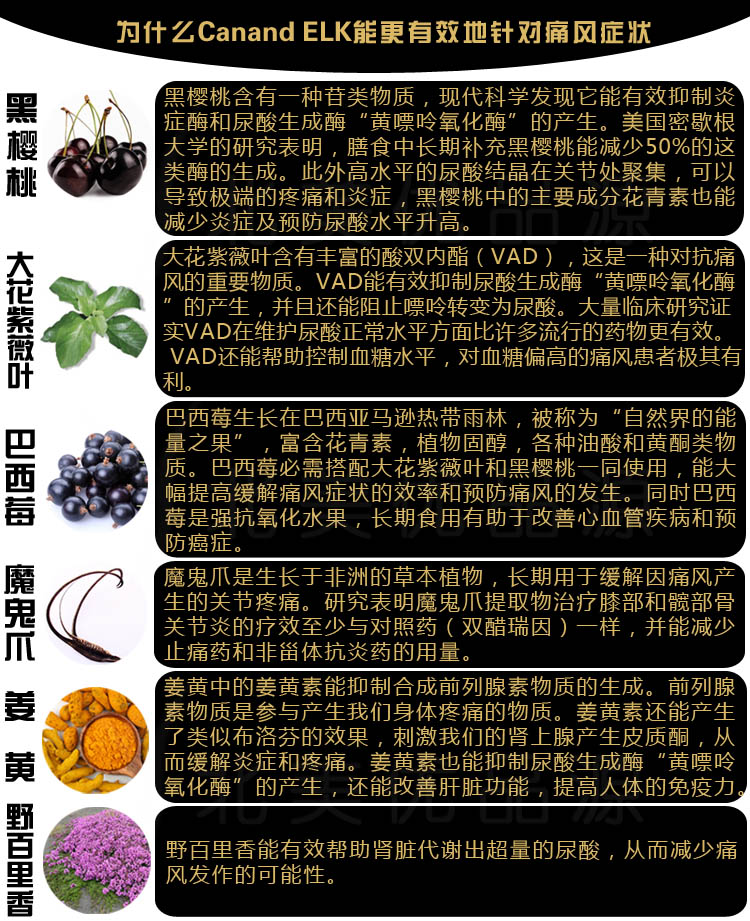 为什么Canand ELK能更有效地针对痛风症状
黑樱桃
黑樱桃含有一种苷类物质，现代科学发现它能有效抑制炎
症酶和尿酸生成酶“黄嘌呤氧化酶”的产生。美国密歇根
大学的研究表明，膳食中长期补充黑樱桃能减少50%的这
类酶的生成。此外高水平的尿酸结晶在关节处聚集，可以
导致极端的疼痛和炎症，黑樱桃中的主要成分花青素也能
减少炎症及预防尿酸水平升高。
大花紫薇叶
大花紫薇叶含有丰富的酸双内酯（VAD），这是一种对抗痛
风的重要物质。VAD能有效抑制尿酸生成酶“黄嘌呤氧化酶
”的产生，并且还能阻止嘌呤转变为尿酸。大量临床研究证
实VAD在维护尿酸正常水平方面比许多流行的药物更有效。
VAD还能帮助控制血糖水平，对血糖偏高的痛风患者极其有
利。
巴西莓
巴西莓生长在巴西亚马逊热带雨林，被称为“自然界的能
量之果”，富含花青素，植物固醇，各种油酸和黄酮类物
质。巴西莓必需搭配大花紫薇叶和黑樱桃一同使用，能大
幅提高缓解痛风症状的效率和预防痛风的发生。同时巴西
莓是强抗氧化水果，长期食用有助于改善心血管疾病和预
防癌症。
魔鬼爪
魔鬼爪是生长于非洲的草本植物，长期用于缓解因痛风产
生的关节疼痛。研究表明魔鬼爪提取物治疗膝部和髋部骨
关节炎的疗效至少与对照药（双醋瑞因）一样，并能减少
止痛药和非甾体抗炎药的用量。
姜黄
姜黄中的姜黄素能抑制合成前列腺素物质的生成。前列腺
素物质是参与产生我们身体疼痛的物质。姜黄素还能产生
了类似布洛芬的效果，刺激我们的肾上腺产生皮质酮，从
而缓解炎症和疼痛。姜黄素也能抑制尿酸生成酶“黄嘌呤
氧化酶”的产生，还能改善肝脏功能，提高人体的免疫力。
北美优品源
野百里香
野百里香能有效帮助肾脏代谢出超量的尿酸，从而减少痛
风发作的可能性。